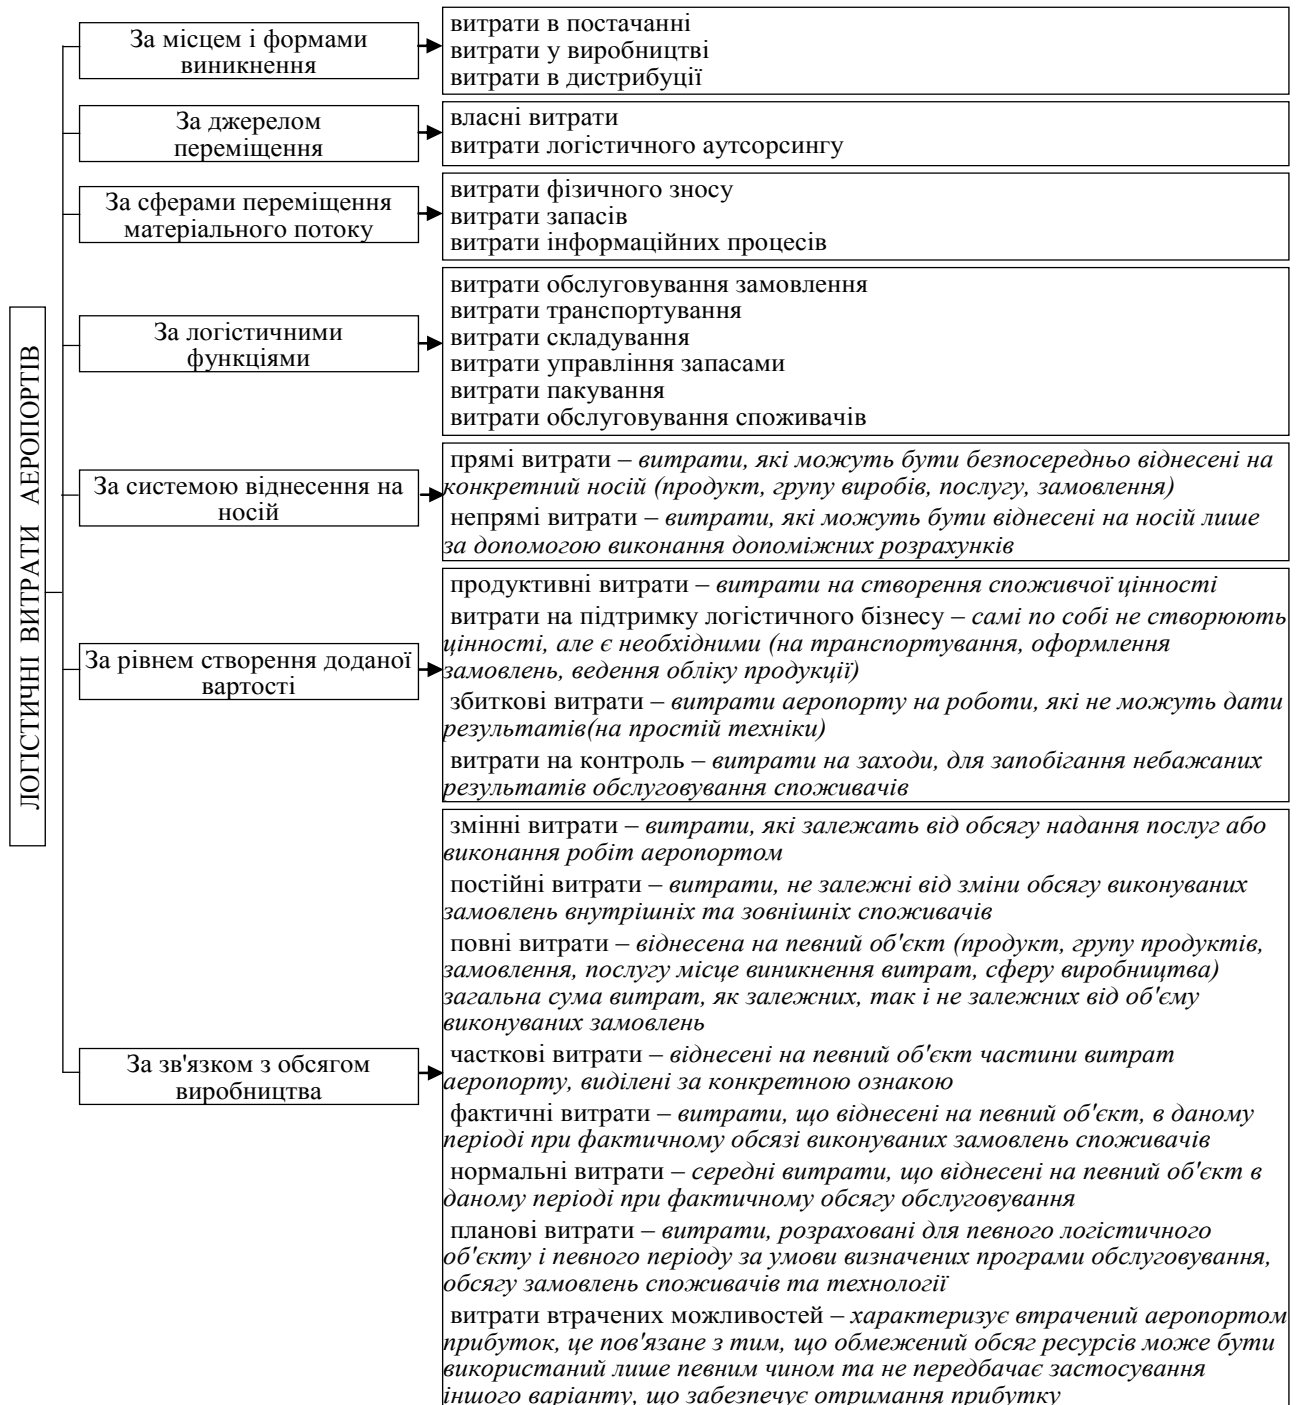 ЛОГІСТИЧНІ ВИТРАТИ АЕРОПОРТІВ
За місцем і формами
виникнення
витрати в постачанні
витрати у виробництві
витрати в дистрибуції
За джерелом
переміщення
власні витрати
витрати логістичного аутсорсингу
За сферами переміщення
матеріального потоку
витрати фізичного зносу
витрати запасів
витрати інформаційних процесів
За логістичними
функціями
витрати обслуговування замовлення
витрати транспортування
витрати складування
витрати управління запасами
витрати пакування
витрати обслуговування споживачів
За системою віднесення на
носій
прямі витрати – витрати, які можуть бути безпосередньо віднесені на
конкретний носій (продукт, групу виробів, послугу, замовлення)
непрямі витрати – витрати, які можуть бути віднесені на носій лише
за допомогою виконання допоміжних розрахунків
За рівнем створення доданої
вартості
продуктивні витрати – витрати на створення споживчої цінності
витрати на підтримку логістичного бізнесу – самі по собі не створюють
цінності, але є необхідними (на транспортування, оформлення
замовлень, ведення обліку продукції)
збиткові витрати – витрати аеропорту на роботи, які не можуть дати
результатів(на простій техніки)
витрати на контроль – витрати на заходи, для запобігання небажаних
результатів обслуговування споживачів
За зв'язком з обсягом
виробництва
змінні витрати – витрати, які залежать від обсягу надання послуг або
виконання робіт аеропортом
постійні витрати – витрати, не залежні від зміни обсягу виконуваних
замовлень внутрішніх та зовнішніх споживачів
повні витрати – віднесена на певний об'єкт (продукт, групу продуктів,
замовлення, послугу місце виникнення витрат, сферу виробництва)
загальна сума витрат, як залежних, так і не залежних від об'єму
виконуваних замовлень
часткові витрати – віднесені на певний об'єкт частини витрат
аеропорту, виділені за конкретною ознакою
фактичні витрати – витрати, що віднесені на певний об'єкт, в даному
періоді при фактичному обсязі виконуваних замовлень споживачів
нормальні витрати – середні витрати, що віднесені на певний об'єкт в
даному періоді при фактичному обсягу обслуговування
планові витрати – витрати, розраховані для певного логістичного
об'єкту і певного періоду за умови визначених програми обслуговування,
обсягу замовлень споживачів та технології
витрати втрачених можливостей – характеризує втрачений аеропортом
прибуток, це пов'язане з тим, що обмежений обсяг ресурсів може бути
використаний лише певним чином та не передбачає застосування
іншого варіанту, що забезпечує отримання прибутку